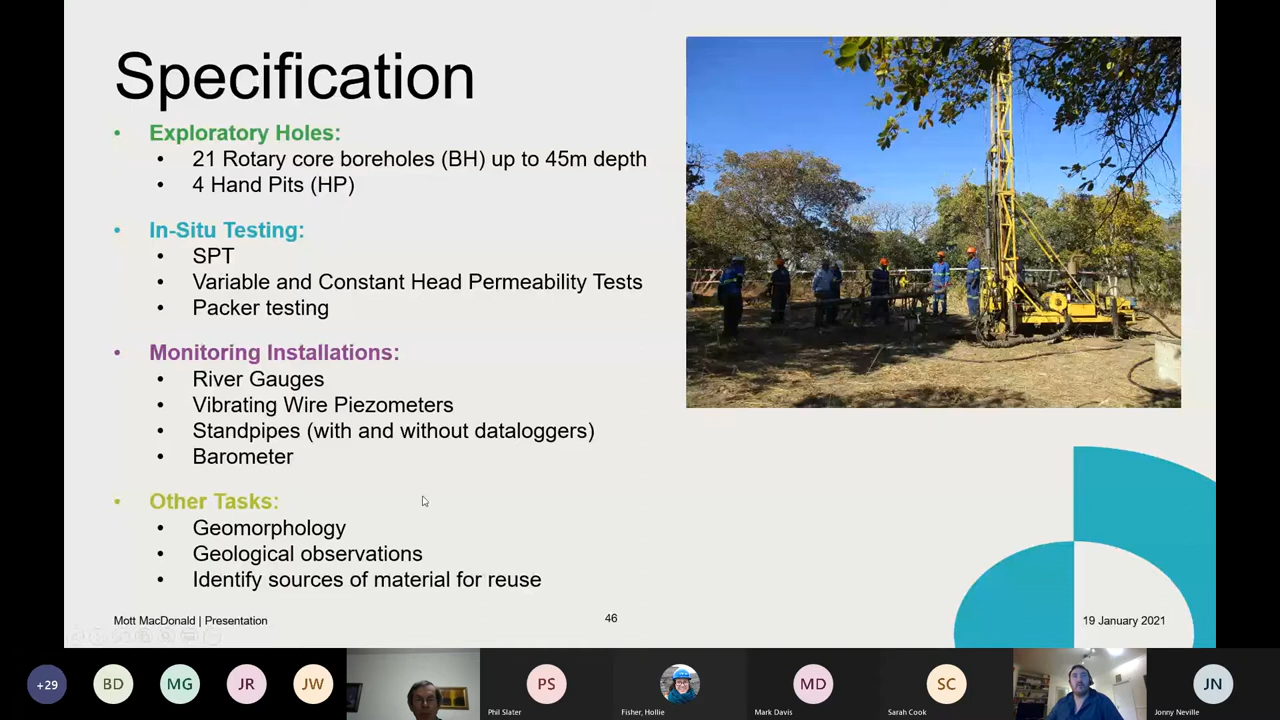 Specification
• Exploratory Holes:
• 21 Rotary core boreholes (BH) up to 45m depth
• 4 Hand Pits (HP)
• In-Situ Testing:
• SPT
• Variable and Constant Head Permeability Tests
• Packer testing
• Monitoring Installations:
• River Gauges
• Vibrating Wire Piezometers
• Standpipes (with and without dataloggers)
• Barometer
• Other Tasks:
• Geomorphology
• Geological observations
• Identify sources of material for reuse
Mott MacDonald | Presentation
46
19 January 2021
+29
BD
MG
JR
JW
PS
Phil Slater
Fisher, Hollie
MD
Mark Davis
SC
Sarah Cook
JN
Jonny Neville